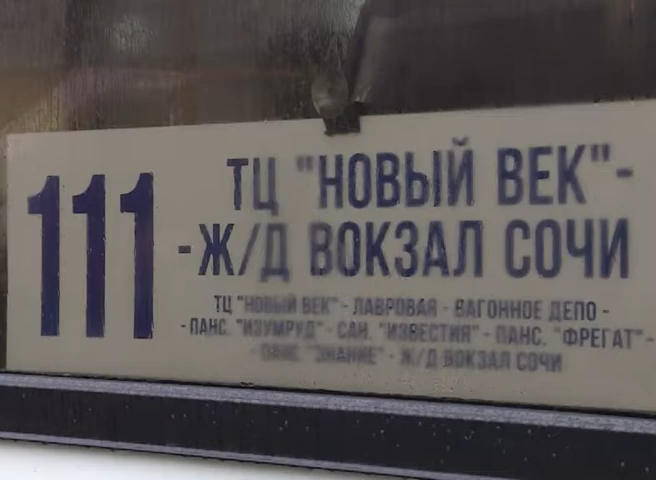 111
ТЦ "НОВЫЙ ВЕК"-
-Ж/Д ВОКЗАЛ СОЧИ
ТЦ "НОВЫЙ ВЕК" - ЛАВРОВАЯ - ВАГОННОЕ ДЕПО -
- ПАНС. "ИЗУМРУД" - САН. "ИЗВЕСТИЯ" - ПАНС. "ФРЕГАТ"-
- ПАНС. "ЗНАНИЕ" - Ж/Д ВОКЗАЛ СОЧИ